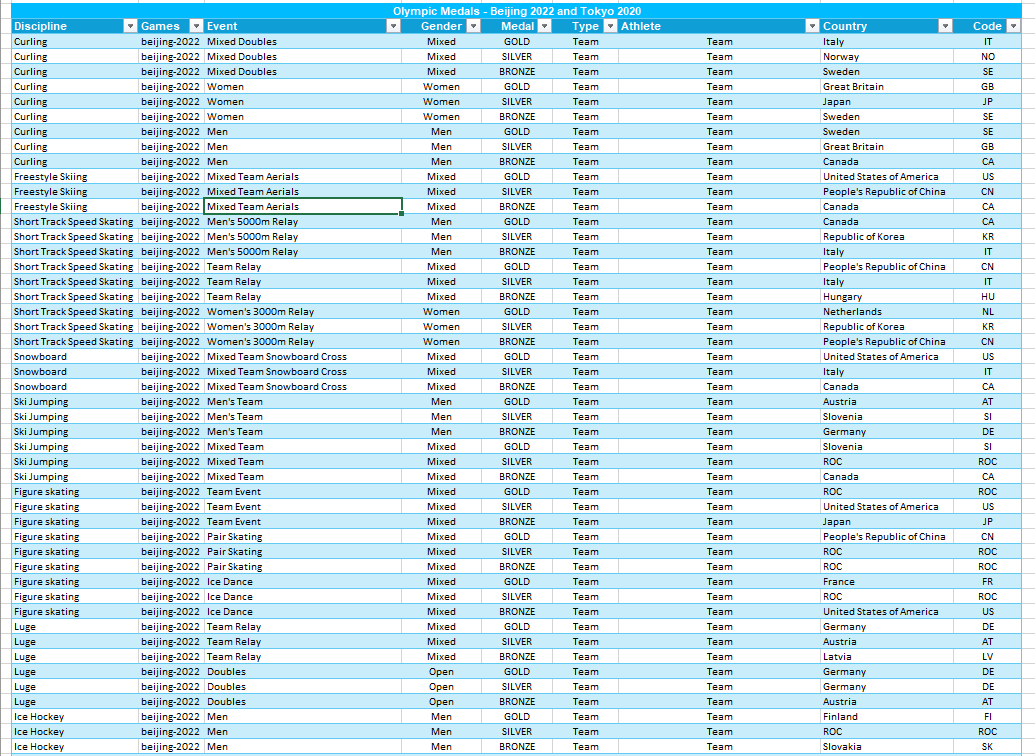 Olympic Medals - Beijing 2022 and Tokyo 2020
Discipline Games Event Gender Medal Type Athlete Country Code
Curling beijing-2022 Mixed Doubles Mixed GOLD Team Team Italy IT
Curling beijing-2022 Mixed Doubles Mixed SILVER Team Team Norway NO
Curling beijing-2022 Mixed Doubles Mixed BRONZE Team Team Sweden SE
Curling beijing-2022 Women Women GOLD Team Team Great Britain GB
Curling beijing-2022 Women Women SILVER Team Team Japan JP
Curling beijing-2022 Women Women BRONZE Team Team Sweden SE
Curling beijing-2022 Men Men GOLD Team Team Sweden SE
Curling beijing-2022 Men Men SILVER Team Team Great Britain GB
Curling beijing-2022 Men Men BRONZE Team Team Canada CA
Freestyle Skiing beijing-2022 Mixed Team Aerials Mixed GOLD Team Team United States of America US
Freestyle Skiing beijing-2022 Mixed Team Aerials Mixed SILVER Team Team People's Republic of China CN
Freestyle Skiing beijing-2022 Mixed Team Aerials Mixed BRONZE Team Team Canada CA
Short Track Speed Skating beijing-2022 Men's 5000m Relay Men GOLD Team Team Canada CA
Short Track Speed Skating beijing-2022 Men's 5000m Relay Men SILVER Team Team Republic of Korea KR
Short Track Speed Skating beijing-2022 Men's 5000m Relay Men BRONZE Team Team Italy IT
Short Track Speed Skating beijing-2022 Team Relay Mixed GOLD Team Team People's Republic of China CN
Short Track Speed Skating beijing-2022 Team Relay Mixed SILVER Team Team Italy IT
Short Track Speed Skating beijing-2022 Team Relay Mixed BRONZE Team Team Hungary HU
Short Track Speed Skating beijing-2022 Women's 3000m Relay Women GOLD Team Team Netherlands NL
Short Track Speed Skating beijing-2022 Women's 3000m Relay Women SILVER Team Team Republic of Korea KR
Short Track Speed Skating beijing-2022 Women's 3000m Relay Women BRONZE Team Team People's Republic of China CN
Snowboard beijing-2022 Mixed Team Snowboard Cross Mixed GOLD Team Team United States of America US
Snowboard beijing-2022 Mixed Team Snowboard Cross Mixed SILVER Team Team Italy IT
Snowboard beijing-2022 Mixed Team Snowboard Cross Mixed BRONZE Team Team Canada CA
Ski Jumping beijing-2022 Men's Team Men GOLD Team Team Austria AT
Ski Jumping beijing-2022 Men's Team Men SILVER Team Team Slovenia SI
Ski Jumping beijing-2022 Men's Team Men BRONZE Team Team Germany DE
Ski Jumping beijing-2022 Mixed Team Mixed GOLD Team Team Slovenia SI
Ski Jumping beijing-2022 Mixed Team Mixed SILVER Team Team ROC ROC
Ski Jumping beijing-2022 Mixed Team Mixed BRONZE Team Team Canada CA
Figure skating beijing-2022 Team Event Mixed GOLD Team Team ROC ROC
Figure skating beijing-2022 Team Event Mixed SILVER Team Team United States of America US
Figure skating beijing-2022 Team Event Mixed BRONZE Team Team Japan JP
Figure skating beijing-2022 Pair Skating Mixed GOLD Team Team People's Republic of China CN
Figure skating beijing-2022 Pair Skating Mixed SILVER Team Team ROC ROC
Figure skating beijing-2022 Pair Skating Mixed BRONZE Team Team ROC ROC
Figure skating beijing-2022 Ice Dance Mixed GOLD Team Team France FR
Figure skating beijing-2022 Ice Dance Mixed SILVER Team Team ROC ROC
Figure skating beijing-2022 Ice Dance Mixed BRONZE Team Team United States of America US
Luge beijing-2022 Team Relay Mixed GOLD Team Team Germany DE
Luge beijing-2022 Team Relay Mixed SILVER Team Team Austria AT
Luge beijing-2022 Team Relay Mixed BRONZE Team Team Latvia LV
Luge beijing-2022 Doubles Open GOLD Team Team Germany DE
Luge beijing-2022 Doubles Open SILVER Team Team Germany DE
Luge beijing-2022 Doubles Open BRONZE Team Team Austria AT
Ice Hockey beijing-2022 Men Men GOLD Team Team Finland FI
Ice Hockey beijing-2022 Men Men SILVER Team Team ROC ROC
Ice Hockey beijing-2022 Men Men BRONZE Team Team Slovakia SK